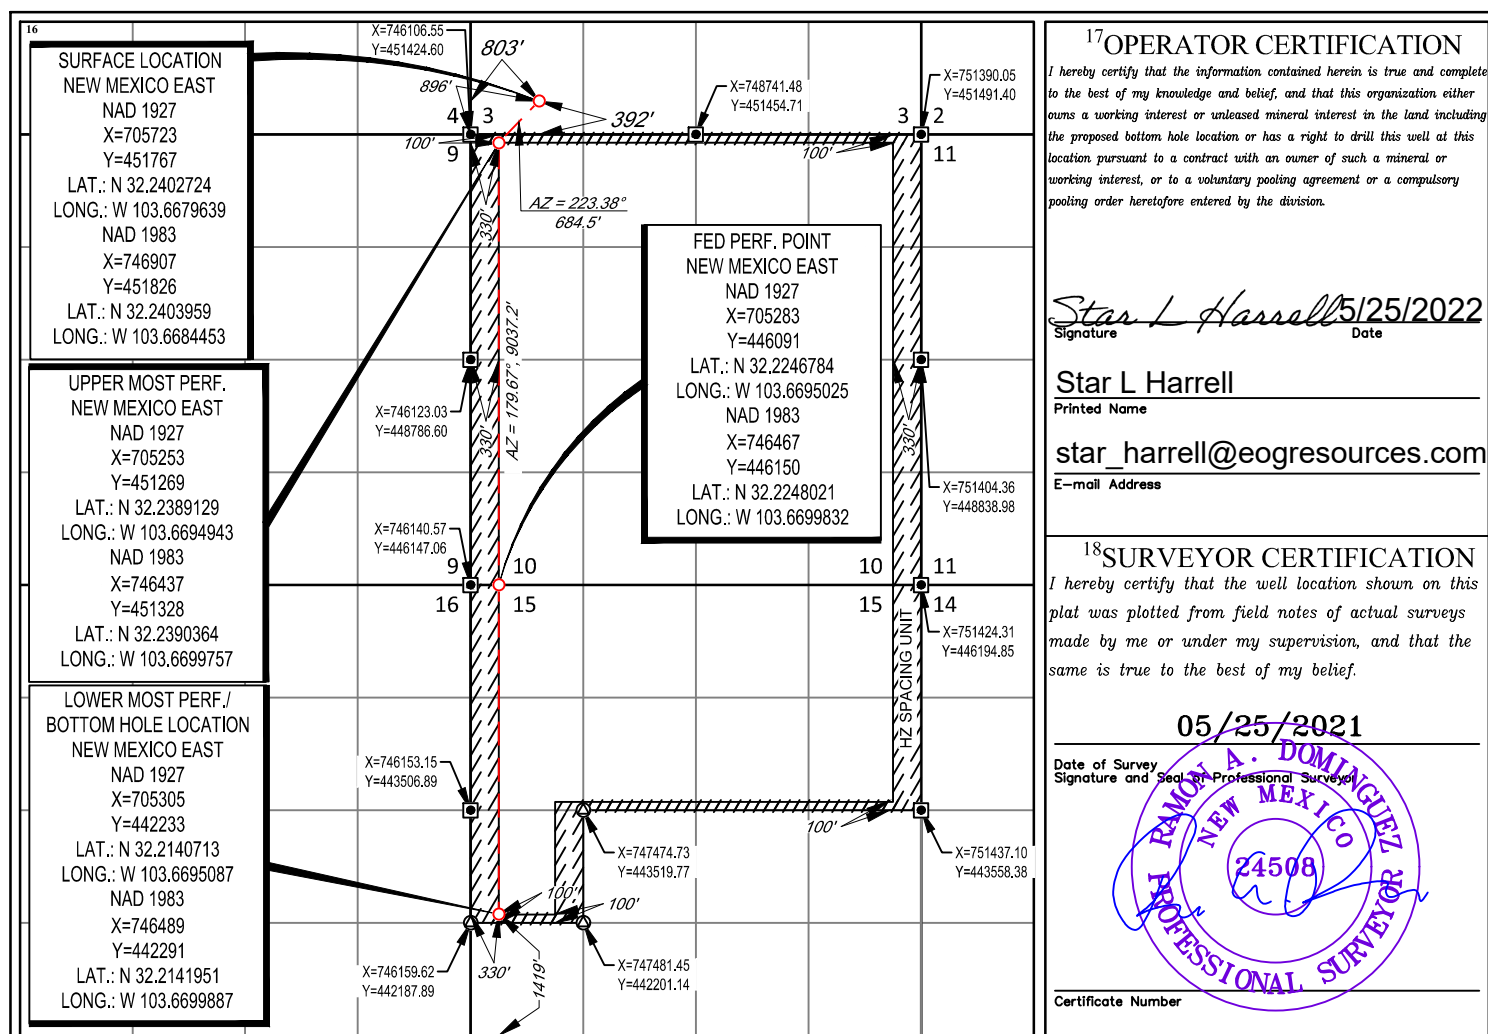 16
SURFACE LOCATION
NEW MEXICO EAST
NAD 1927
X=705723
Y=451767
LAT.: N 32.2402724
LONG.: W 103.6679639
NAD 1983
X=746907
Y=451826
LAT.: N 32.2403959
LONG.: W 103.6684453
UPPER MOST PERF.
NEW MEXICO EAST
NAD 1927
X=705253
Y=451269
LAT.: N 32.2389129
LONG.: W 103.6694943
NAD 1983
X=746437
Y=451328
LAT.: N 32.2390364
LONG.: W 103.6699757
LOWER MOST PERF./
BOTTOM HOLE LOCATION
NEW MEXICO EAST
NAD 1927
X=705305
Y=442233
LAT.: N 32.2140713
LONG.: W 103.6695087
NAD 1983
X=746489
Y=442291
LAT.: N 32.2141951
LONG.: W 103.6699887
X=746106.55
Y=451424.60
803'
896'
392'
X=748741.48
Y=451454.71
X=751390.05
Y=451491.40
4 3
9
3 2
11
100'
100'
330'
AZ = 223.38°
684.5'
FED PERF. POINT
NEW MEXICO EAST
NAD 1927
X=705283
Y=446091
LAT.: N 32.2246784
LONG.: W 103.6695025
NAD 1983
X=746467
Y=446150
LAT.: N 32.2248021
LONG.: W 103.6699832
AZ = 179.67°, 9037.2'
X=746123.03
Y=448786.60
330'
330'
X=751404.36
Y=448838.98
X=746140.57
Y=446147.06
9 10
16 15
10 11
15 14
X=751424.31
Y=446194.85
HZ SPACING UNIT
X=746153.15
Y=443506.89
100'
X=747474.73
Y=443519.77
X=751437.10
Y=443558.38
100'
100'
330'
1419'
X=746159.62
Y=442187.89
X=747481.45
Y=442201.14
17OPERATOR CERTIFICATION
I hereby certify that the information contained herein is true and complete
to the best of my knowledge and belief, and that this organization either
owns a working interest or unleased mineral interest in the land including
the proposed bottom hole location or has a right to drill this well at this
location pursuant to a contract with an owner of such a mineral or
working interest, or to a voluntary pooling agreement or a compulsory
pooling order heretofore entered by the division.
Star L Harrell 5/25/2022
Signature Date
Star L Harrell
Printed Name
star_harrell@eogresources.com
E-mail Address
18SURVEYOR CERTIFICATION
I hereby certify that the well location shown on this
plat was plotted from field notes of actual surveys
made by me or under my supervision, and that the
same is true to the best of my belief.
05/25/2021
Date of Survey
Signature and Seal of Professional Surveyor
RAMON A. DOMINGUEZ
NEW MEXICO
24508
PROFESSIONAL SURVEYOR
Certificate Number